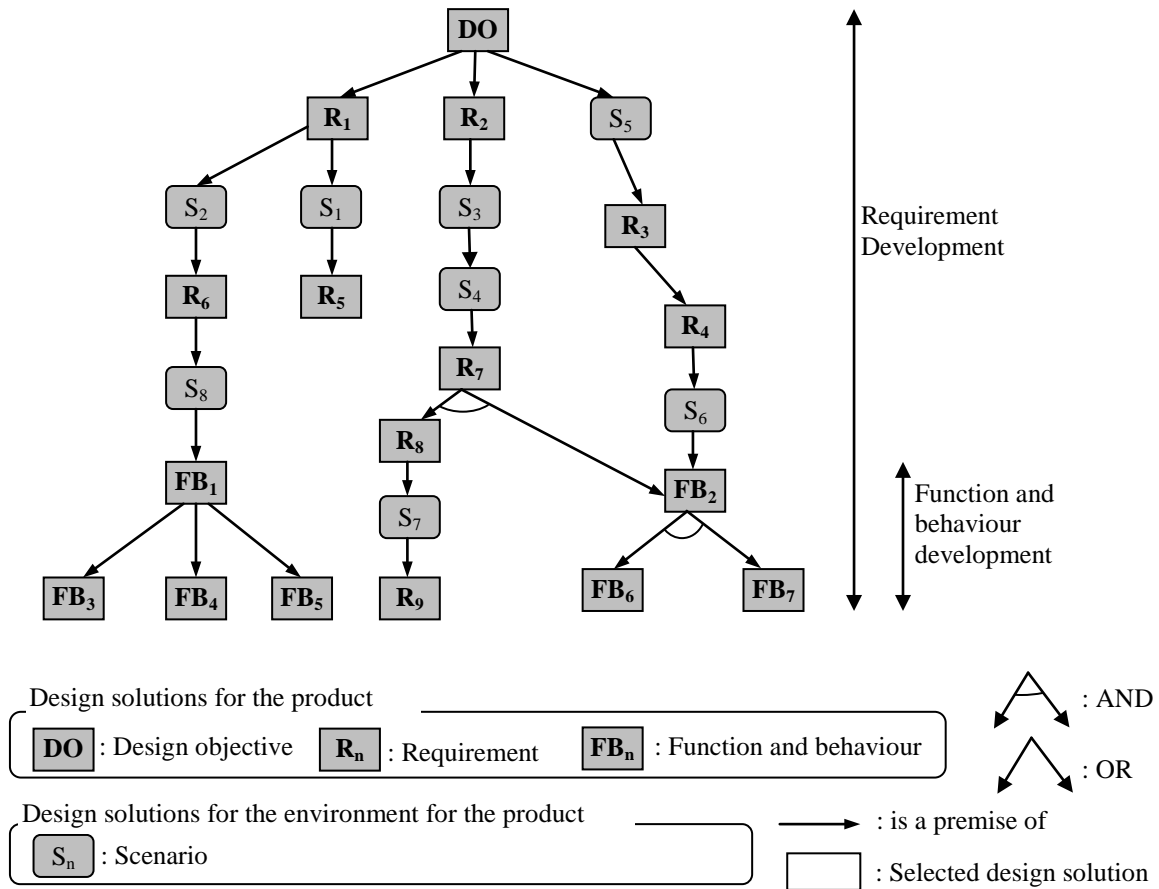 DO
R₁
R₂
S₅
S₂
S₁
S₃
R₃
Requirement
Development
R₆
R₅
S₄
R₄
R₇
S₈
S₆
R₈
FB₁
FB₂
Function and
behaviour
development
S₇
FB₃
FB₄
FB₅
R₉
FB₆
FB₇
Design solutions for the product
DO : Design objective
Rₙ : Requirement
FBₙ : Function and behaviour
: AND
: OR
Design solutions for the environment for the product
Sₙ : Scenario
: is a premise of
: Selected design solution